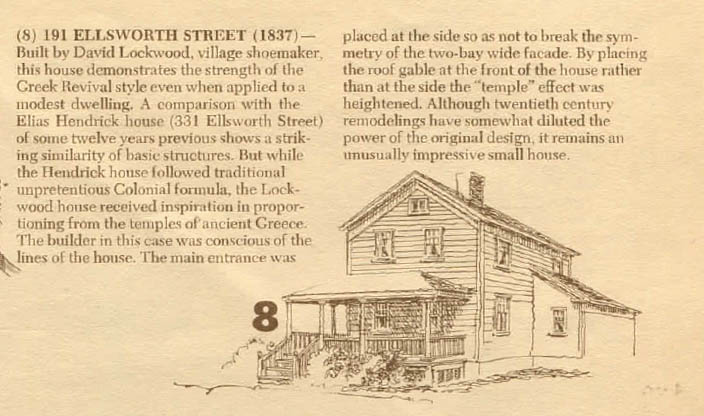 (8) 191 ELLSWORTH STREET (1837)—
Built by David Lockwood, village shoemaker,
this house demonstrates the strength of the
Greek Revival style even when applied to a
modest dwelling. A comparison with the
Elias Hendrick house (331 Ellsworth Street)
of some twelve years previous shows a strik-
ing similarity of basic structures. But while
the Hendrick house followed traditional
unpretentious Colonial formula, the Lock-
wood house received inspiration in propor-
tioning from the temples of ancient Greece.
The builder in this case was conscious of the
lines of the house. The main entrance was
placed at the side so as not to break the sym-
metry of the two-bay wide facade. By placing
the roof gable at the front of the house rather
than at the side the "temple" effect was
heightened. Although twentieth century
remodelings have somewhat diluted the
power of the original design, it remains an
unusually impressive small house.
8